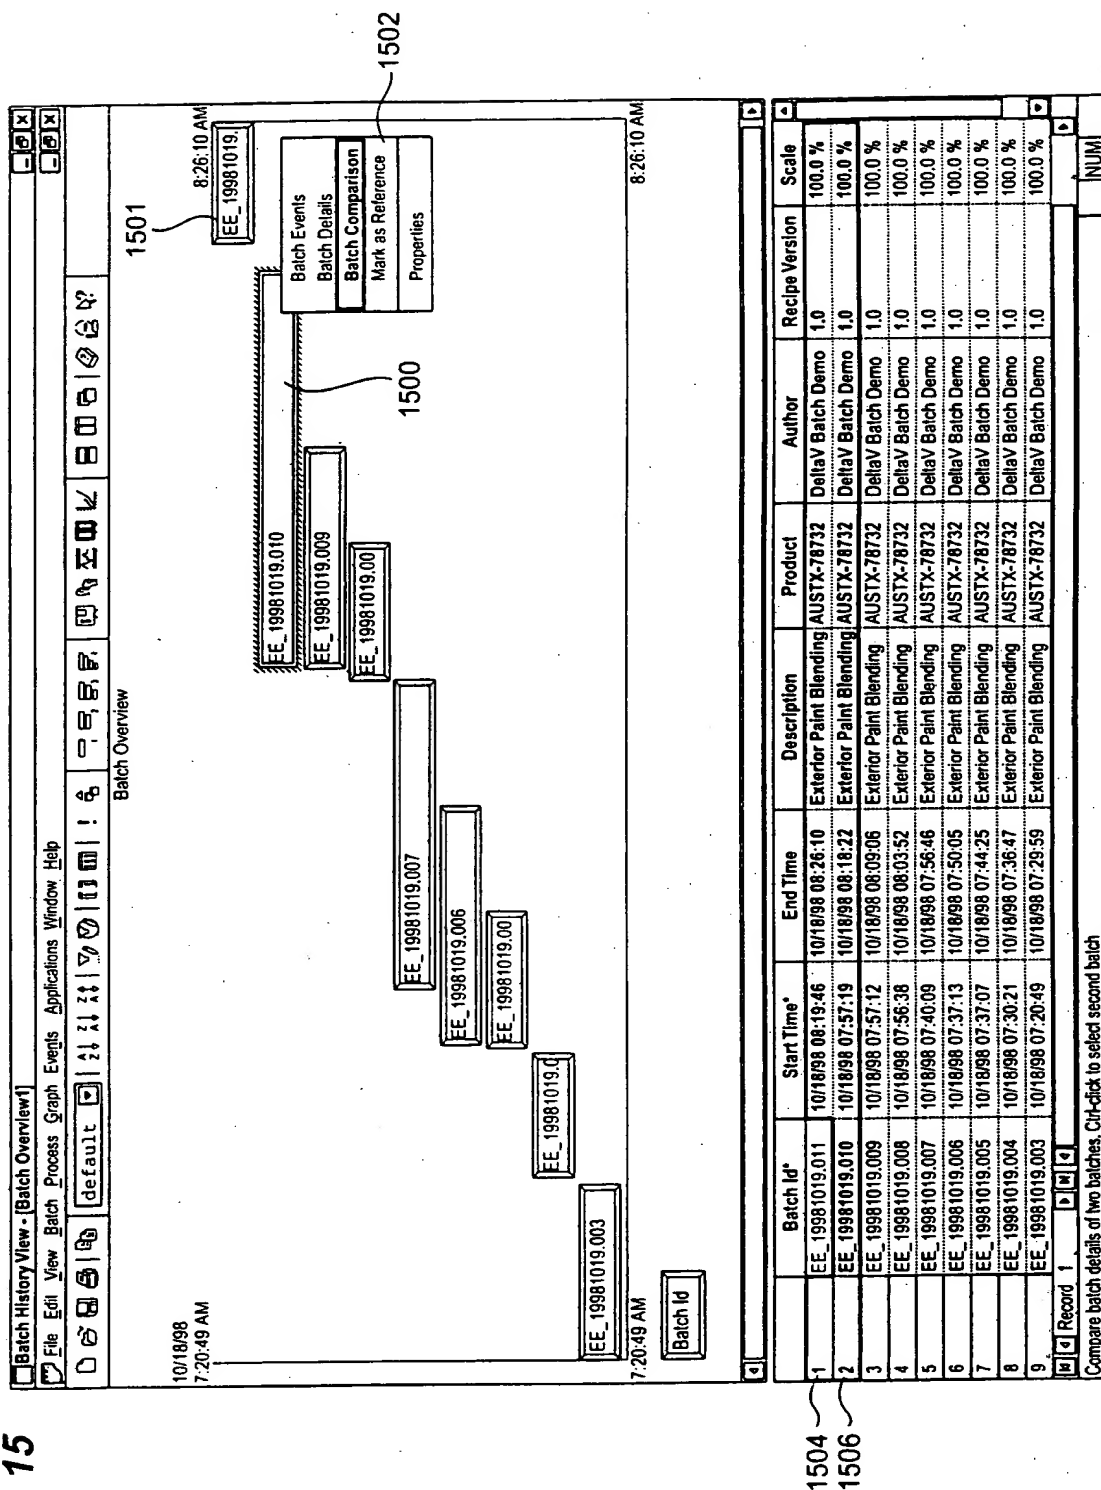 15
Batch History View - [Batch Overview1]
File Edit View Batch Process Graph Events Applications Window Help
default
Batch Overview
10/18/98
7:20:49 AM
8:26:10 AM
1501
EE_19981019.
1502
Batch Events
Batch Details
Batch Comparison
Mark as Reference
Properties
EE_19981019.010
1500
EE_19981019.009
EE_19981019.00
EE_19981019.007
EE_19981019.006
EE_19981019.00
EE_19981019.0
EE_19981019.003
7:20:49 AM
8:26:10 AM
Batch Id
Batch Id* Start Time* End Time Description Product Author Recipe Version Scale
1504
1 EE_19981019.011 10/18/98 08:19:46 10/18/98 08:26:10 Exterior Paint Blending AUSTX-78732 DeltaV Batch Demo 1.0 100.0 %
1506
2 EE_19981019.010 10/18/98 07:57:19 10/18/98 08:18:22 Exterior Paint Blending AUSTX-78732 DeltaV Batch Demo 1.0 100.0 %
3 EE_19981019.009 10/18/98 07:57:12 10/18/98 08:09:06 Exterior Paint Blending AUSTX-78732 DeltaV Batch Demo 1.0 100.0 %
4 EE_19981019.008 10/18/98 07:56:38 10/18/98 08:03:52 Exterior Paint Blending AUSTX-78732 DeltaV Batch Demo 1.0 100.0 %
5 EE_19981019.007 10/18/98 07:40:09 10/18/98 07:56:46 Exterior Paint Blending AUSTX-78732 DeltaV Batch Demo 1.0 100.0 %
6 EE_19981019.006 10/18/98 07:37:13 10/18/98 07:50:05 Exterior Paint Blending AUSTX-78732 DeltaV Batch Demo 1.0 100.0 %
7 EE_19981019.005 10/18/98 07:37:07 10/18/98 07:44:25 Exterior Paint Blending AUSTX-78732 DeltaV Batch Demo 1.0 100.0 %
8 EE_19981019.004 10/18/98 07:30:21 10/18/98 07:36:47 Exterior Paint Blending AUSTX-78732 DeltaV Batch Demo 1.0 100.0 %
9 EE_19981019.003 10/18/98 07:20:49 10/18/98 07:29:59 Exterior Paint Blending AUSTX-78732 DeltaV Batch Demo 1.0 100.0 %
Record 1
Compare batch details of two batches. Ctrl-click to select second batch
NUM